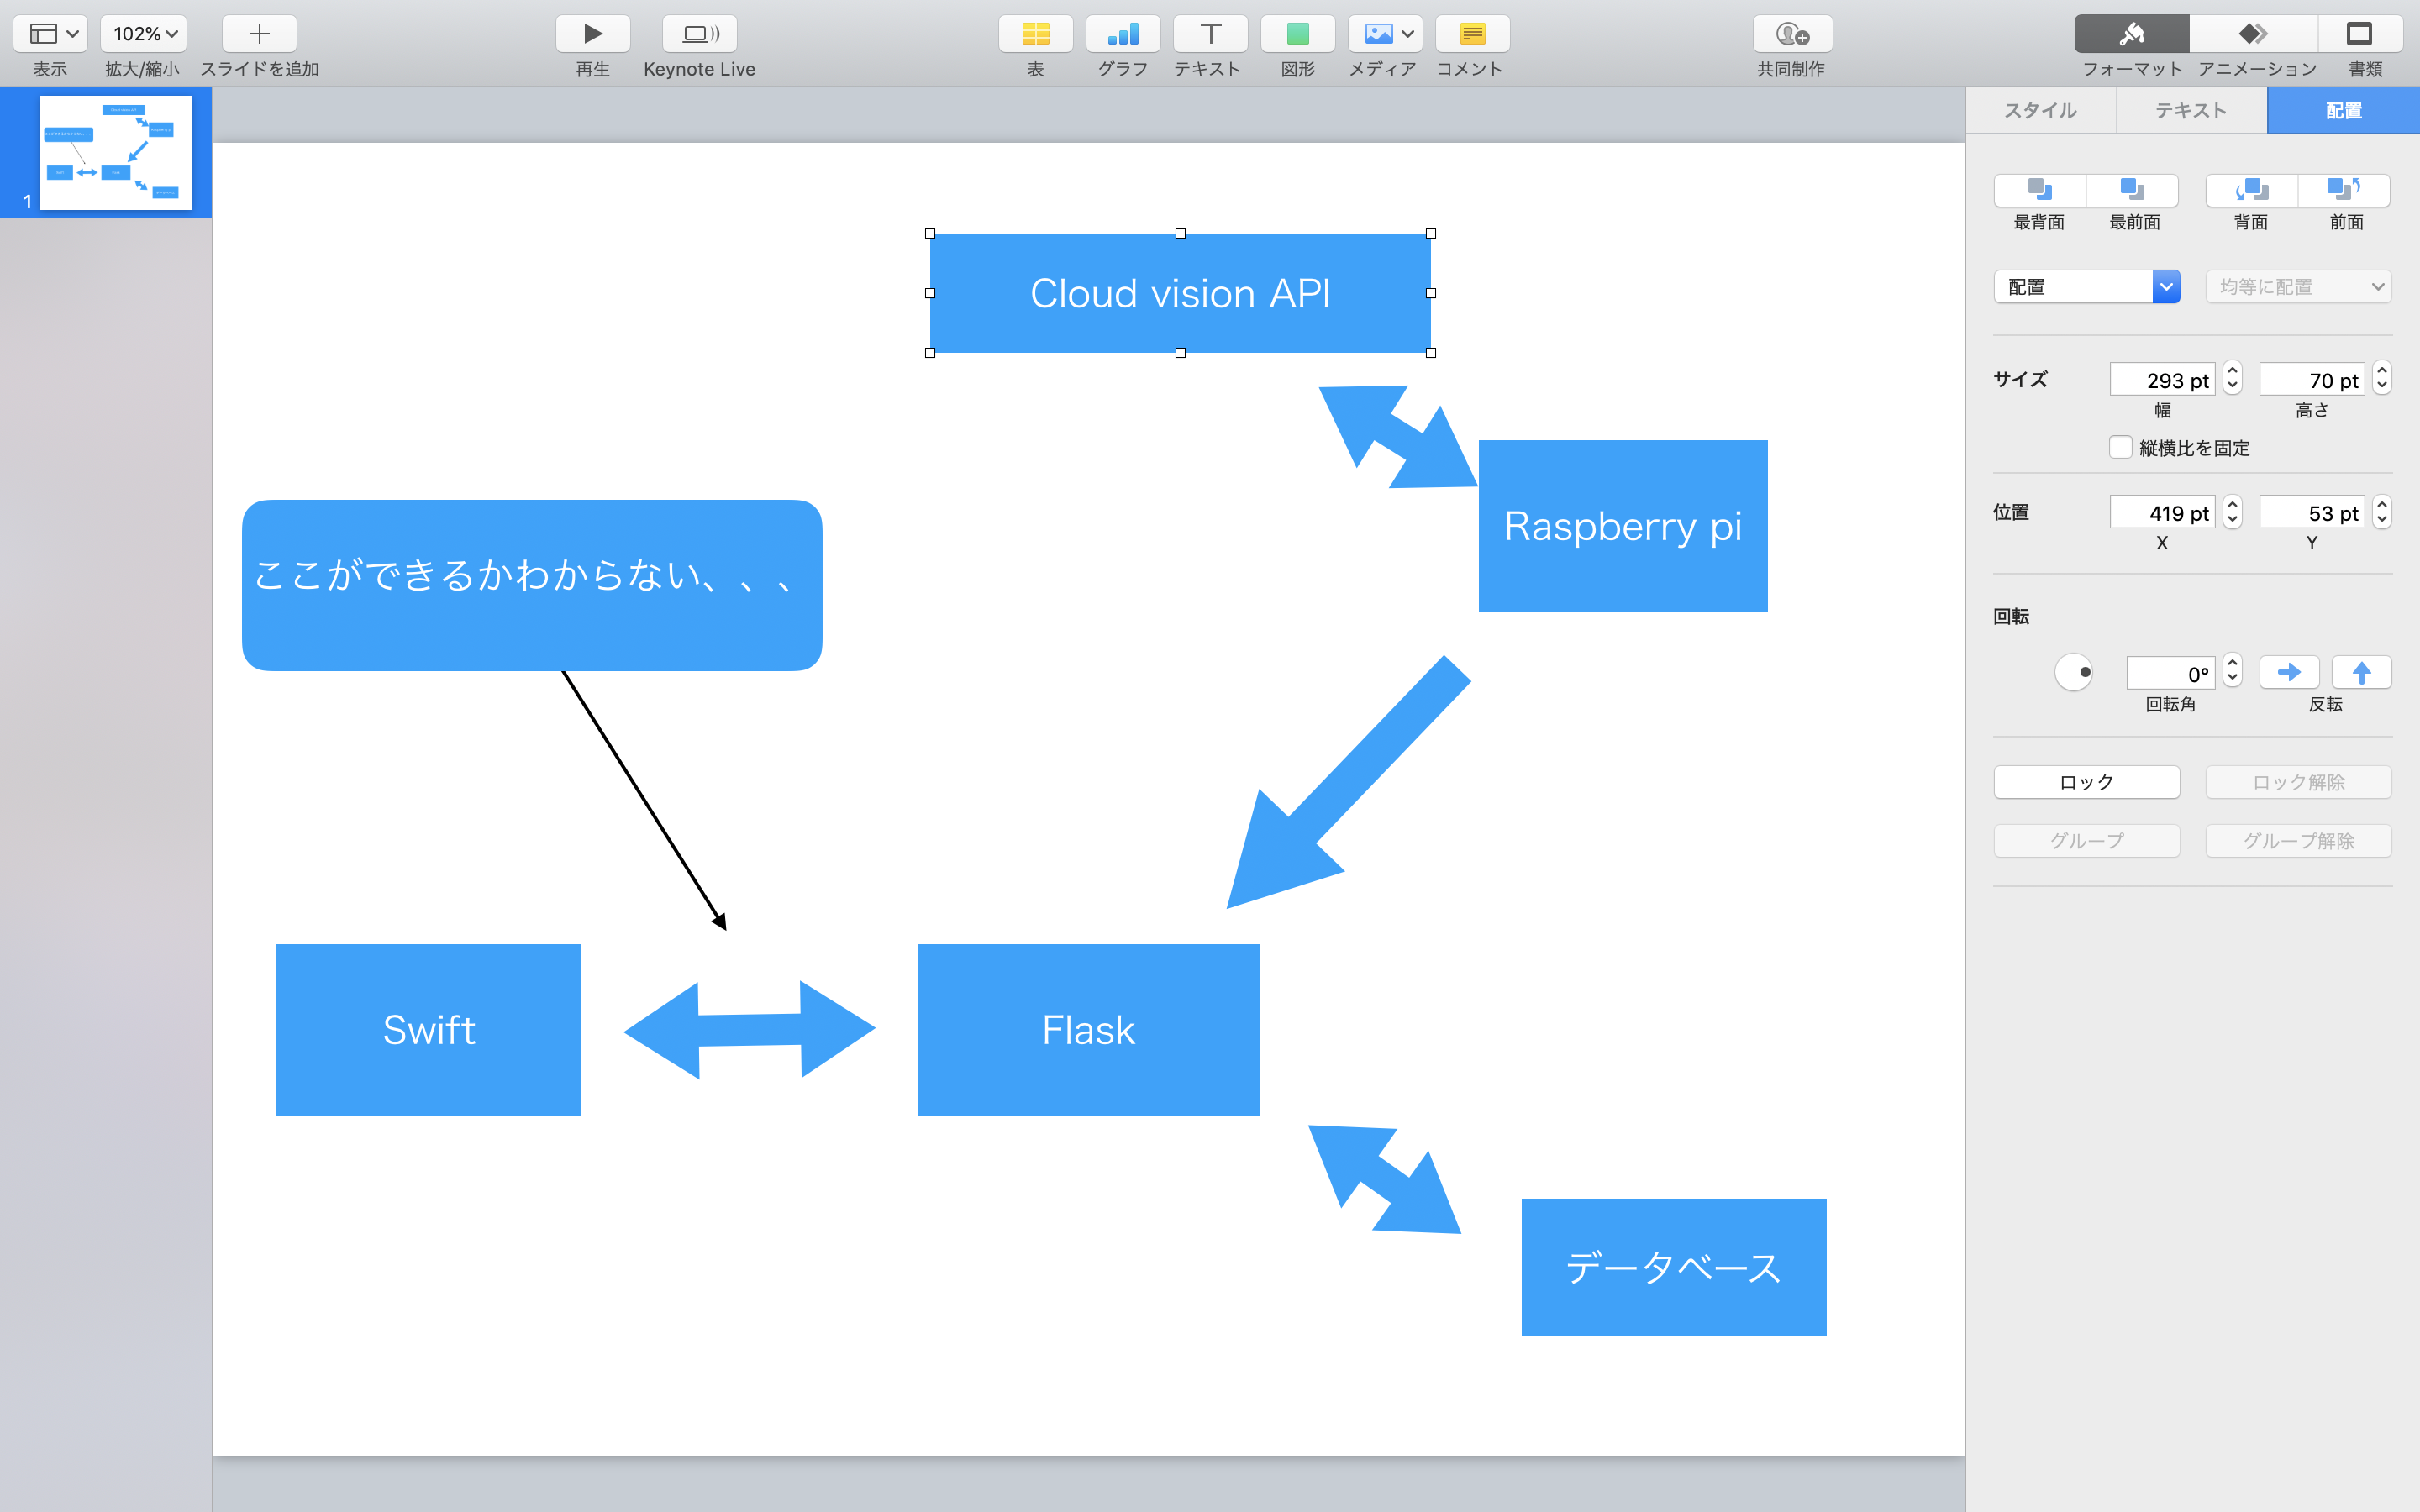 102%
表示
拡大/縮小
スライドを追加
再生
Keynote Live
表
グラフ
テキスト
図形
メディア
コメント
共同制作
フォーマット
アニメーション
書類
1
Cloud vision API
Raspberry pi
ここができるかわからない、、、
Swift
Flask
データベース
スタイル
テキスト
配置
最背面
最前面
背面
前面
配置
均等に配置
サイズ
293 pt
70 pt
幅
高さ
縦横比を固定
位置
419 pt
53 pt
X
Y
回転
0°
回転角
反転
ロック
ロック解除
グループ
グループ解除